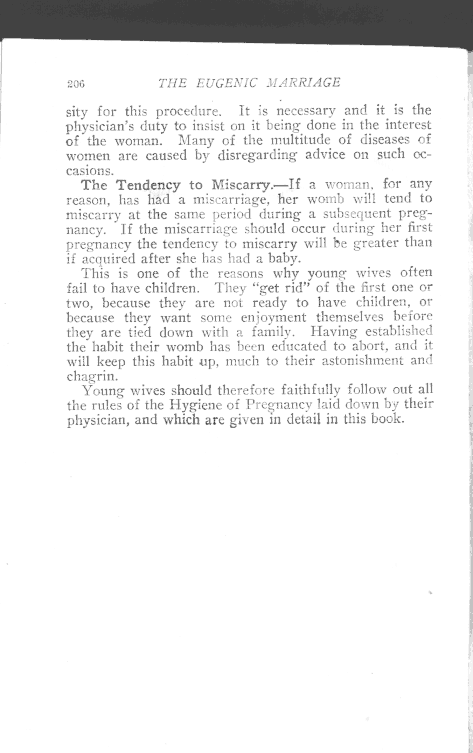 206 THE EUGENIC MARRIAGE
sity for this procedure. It is necessary and it is the
physician's duty to insist on it being done in the interest
of the woman. Many of the multitude of diseases of
women are caused by disregarding advice on such oc-
casions.
The Tendency to Miscarry.—If a woman, for any
reason, has had a miscarriage, her womb will tend to
miscarry at the same period during a subsequent preg-
nancy. If the miscarriage should occur during her first
pregnancy the tendency to miscarry will be greater than
if acquired after she has had a baby.
This is one of the reasons why young wives often
fail to have children. They "get rid" of the first one or
two, because they are not ready to have children, or
because they want some enjoyment themselves before
they are tied down with a family. Having established
the habit their womb has been educated to abort, and it
will keep this habit up, much to their astonishment and
chagrin.
Young wives should therefore faithfully follow out all
the rules of the Hygiene of Pregnancy laid down by their
physician, and which are given in detail in this book.